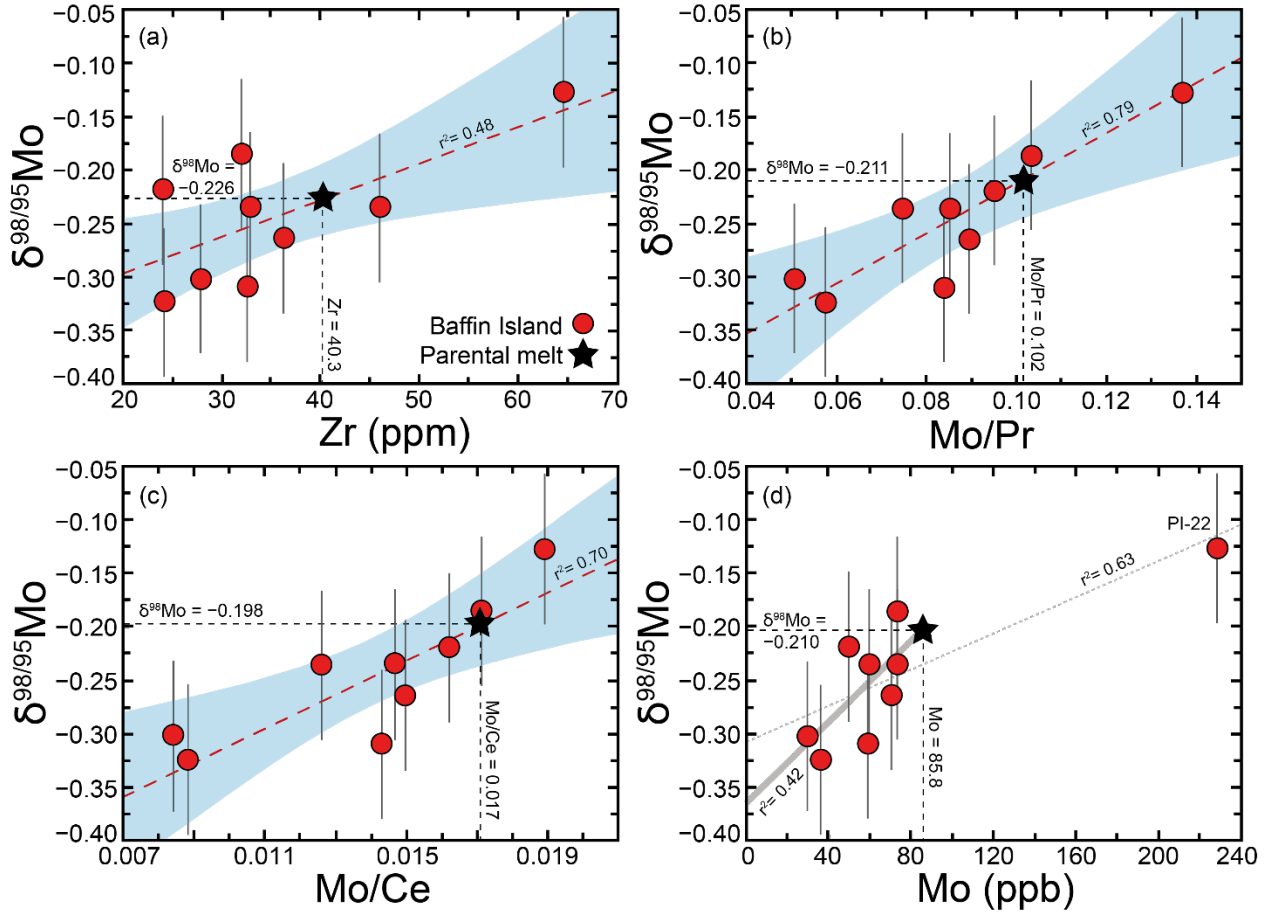 (a)
−0.05
−0.10
−0.15
−0.20
−0.25
−0.30
−0.35
−0.40
δ⁹⁸/⁹⁵Mo
r²= 0.48
δ⁹⁸Mo =
−0.226
Zr = 40.3
Baffin Island
Parental melt
20 30 40 50 60 70
Zr (ppm)
(b)
−0.05
−0.10
−0.15
−0.20
−0.25
−0.30
−0.35
−0.40
δ⁹⁸/⁹⁵Mo
r²= 0.79
δ⁹⁸Mo = −0.211
Mo/Pr = 0.102
0.04 0.06 0.08 0.10 0.12 0.14
Mo/Pr
(c)
−0.05
−0.10
−0.15
−0.20
−0.25
−0.30
−0.35
−0.40
δ⁹⁸/⁹⁵Mo
r²= 0.70
δ⁹⁸Mo = −0.198
Mo/Ce = 0.017
0.007 0.011 0.015 0.019
Mo/Ce
(d)
−0.05
−0.10
−0.15
−0.20
−0.25
−0.30
−0.35
−0.40
δ⁹⁸/⁹⁵Mo
PI-22
r²= 0.63
δ⁹⁸Mo =
−0.210
Mo = 85.8
r²= 0.42
0 40 80 120 160 200 240
Mo (ppb)